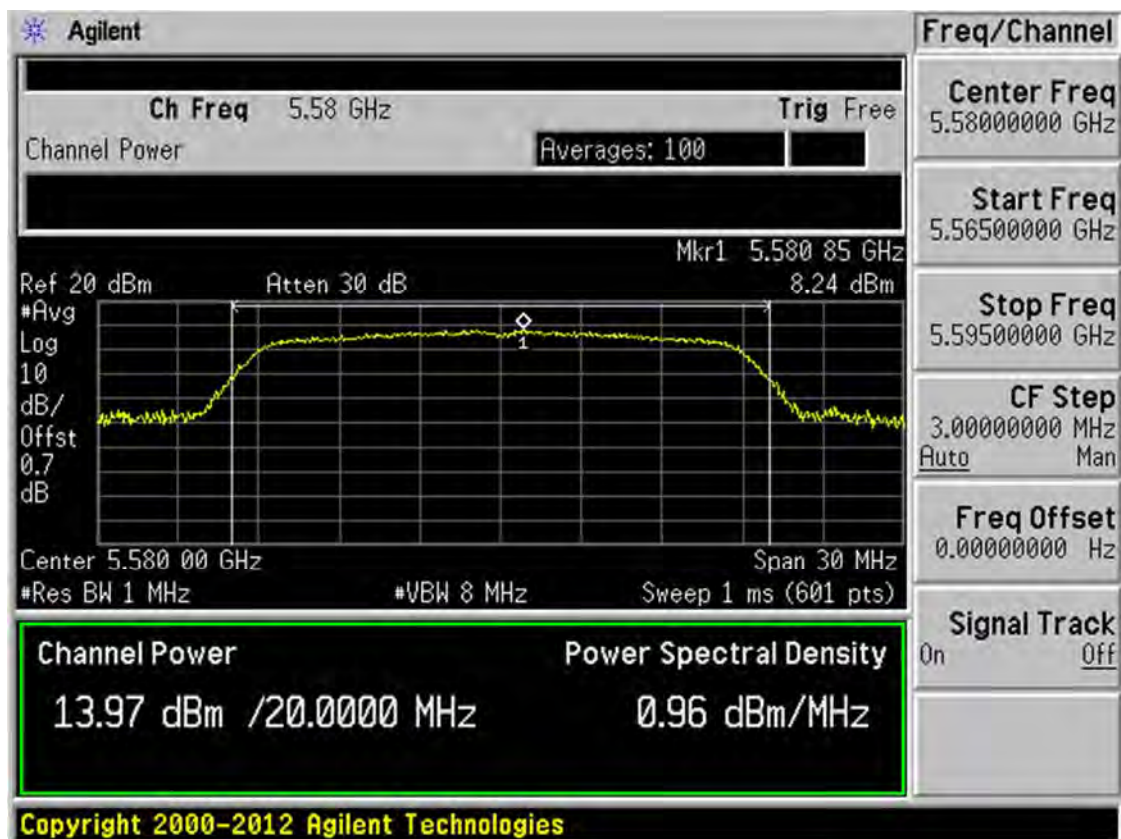 Agilent
Freq/Channel
Ch Freq 5.58 GHz
Trig Free
Channel Power
Averages: 100
Mkr1 5.580 85 GHz
Ref 20 dBm
Atten 30 dB
8.24 dBm
#Avg
Log
10
dB/
Offst
0.7
dB
1
Center 5.580 00 GHz
Span 30 MHz
#Res BW 1 MHz
#VBW 8 MHz
Sweep 1 ms (601 pts)
Channel Power
Power Spectral Density
13.97 dBm /20.0000 MHz
0.96 dBm/MHz
Copyright 2000-2012 Agilent Technologies
Center Freq
5.58000000 GHz
Start Freq
5.56500000 GHz
Stop Freq
5.59500000 GHz
CF Step
3.00000000 MHz
Auto Man
Freq Offset
0.00000000 Hz
Signal Track
On Off